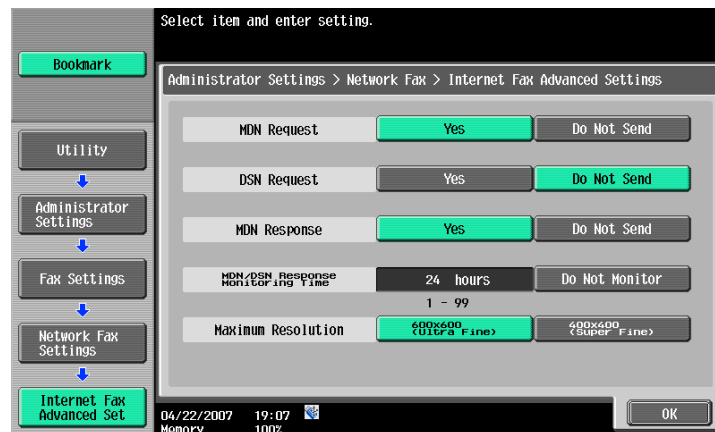 Select item and enter setting.
Bookmark
Administrator Settings > Network Fax > Internet Fax Advanced Settings
MDN Request Yes Do Not Send
Utility
DSN Request Yes Do Not Send
Administrator
Settings
MDN Response Yes Do Not Send
Fax Settings
MDN/DSN Response
Monitoring Time
24 hours Do Not Monitor
1 - 99
Network Fax
Settings
Maximum Resolution
600x600
(Ultra Fine)
400x400
(Super Fine)
Internet Fax
Advanced Set
04/22/2007 19:07
Memory 100%
OK